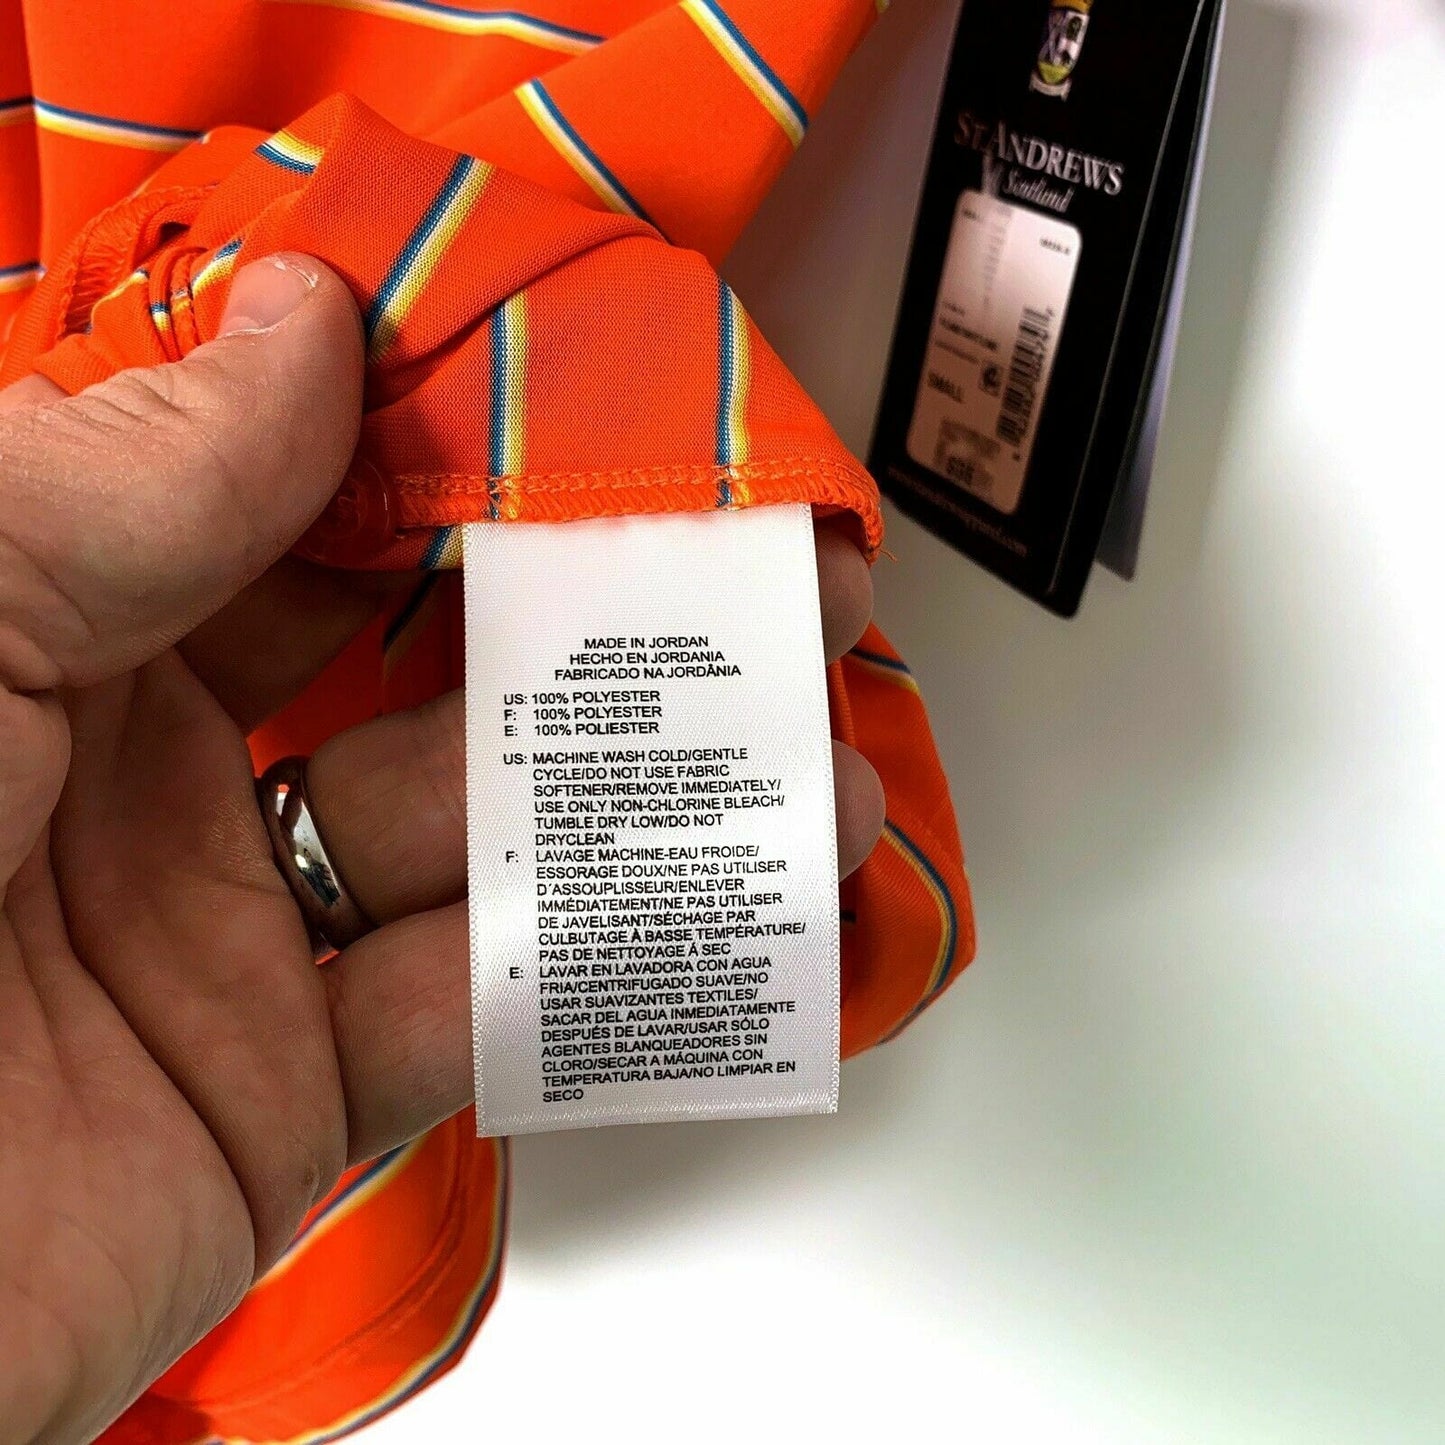 ST. ANDREWS
of Scotland
SMALL
MADE IN JORDAN
HECHO EN JORDANIA
FABRICADO NA JORDÂNIA
US: 100% POLYESTER
F: 100% POLYESTER
E: 100% POLIESTER
US: MACHINE WASH COLD/GENTLE
CYCLE/DO NOT USE FABRIC
SOFTENER/REMOVE IMMEDIATELY/
USE ONLY NON-CHLORINE BLEACH/
TUMBLE DRY LOW/DO NOT
DRYCLEAN
F: LAVAGE MACHINE-EAU FROIDE/
ESSORAGE DOUX/NE PAS UTILISER
D´ASSOUPLISSEUR/ENLEVER
IMMÉDIATEMENT/NE PAS UTILISER
DE JAVELISANT/SÉCHAGE PAR
CULBUTAGE À BASSE TEMPÉRATURE/
PAS DE NETTOYAGE Á SEC
E: LAVAR EN LAVADORA CON AGUA
FRIA/CENTRIFUGADO SUAVE/NO
USAR SUAVIZANTES TEXTILES/
SACAR DEL AGUA INMEDIATAMENTE
DESPUÉS DE LAVAR/USAR SÓLO
AGENTES BLANQUEADORES SIN
CLORO/SECAR A MÁQUINA CON
TEMPERATURA BAJA/NO LIMPIAR EN
SECO